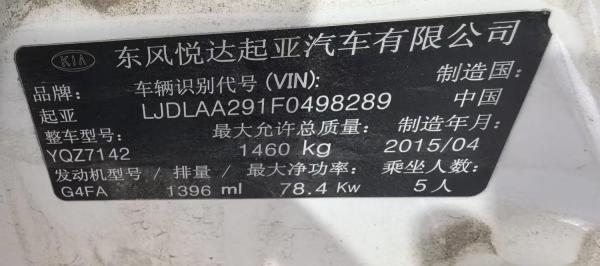 KIA 东风悦达起亚汽车有限公司
品牌: 车辆识别代号(VIN): 制造国:
起亚 LJDLAA291F0498289 中国
整车型号: 最大允许总质量: 制造年月:
YQZ7142 1460 kg 2015/04
发动机型号 / 排量 / 最大净功率: 乘坐人数:
G4FA 1396 ml 78.4 Kw 5人